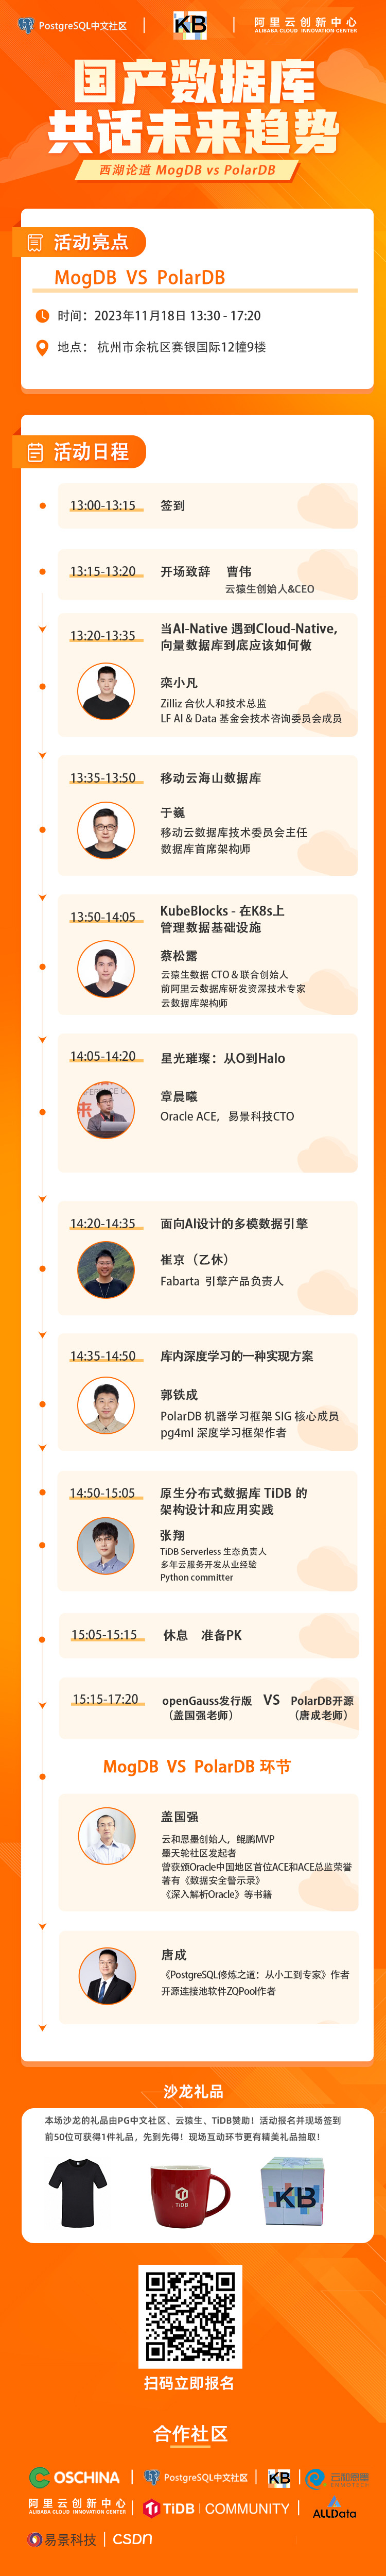 PostgreSQL中文社区
KB
阿里云创新中心
ALIBABA CLOUD INNOVATION CENTER
国产数据库
共话未来趋势
西湖论道 MogDB vs PolarDB
活动亮点
MogDB VS PolarDB
时间：2023年11月18日 13:30 - 17:20
地点： 杭州市余杭区赛银国际12幢9楼
活动日程
13:00-13:15 签到
13:15-13:20 开场致辞 曹伟
云猿生创始人&CEO
13:20-13:35 当AI-Native 遇到Cloud-Native,
向量数据库到底应该如何做
栾小凡
Zilliz 合伙人和技术总监
LF AI & Data 基金会技术咨询委员会成员
13:35-13:50 移动云海山数据库
于巍
移动云数据库技术委员会主任
数据库首席架构师
13:50-14:05 KubeBlocks - 在K8s上
管理数据基础设施
蔡松露
云猿生数据 CTO & 联合创始人
前阿里云数据库研发资深技术专家
云数据库架构师
14:05-14:20 星光璀璨：从O到Halo
章晨曦
Oracle ACE，易景科技CTO
14:20-14:35 面向AI设计的多模数据引擎
崔京（乙休）
Fabarta 引擎产品负责人
14:35-14:50 库内深度学习的一种实现方案
郭铁成
PolarDB 机器学习框架 SIG 核心成员
pg4ml 深度学习框架作者
14:50-15:05 原生分布式数据库 TiDB 的
架构设计和应用实践
张翔
TiDB Serverless 生态负责人
多年云服务开发从业经验
Python committer
15:05-15:15 休息 准备PK
15:15-17:20 openGauss发行版 VS PolarDB开源
（盖国强老师） （唐成老师）
MogDB VS PolarDB 环节
盖国强
云和恩墨创始人，鲲鹏MVP
墨天轮社区发起者
曾获颁Oracle中国地区首位ACE和ACE总监荣誉
著有《数据安全警示录》
《深入解析Oracle》等书籍
唐成
《PostgreSQL修炼之道：从小工到专家》作者
开源连接池软件ZQPool作者
沙龙礼品
本场沙龙的礼品由PG中文社区、云猿生、TiDB赞助！活动报名并现场签到
前50位可获得1件礼品，先到先得！现场互动环节更有精美礼品抽取！
TiDB
KB
扫码立即报名
合作社区
OSCHINA
PostgreSQL中文社区
KB
云和恩墨
ENMOTECH
阿里云创新中心
ALIBABA CLOUD INNOVATION CENTER
TiDB COMMUNITY
ALLData
易景科技
CSDN